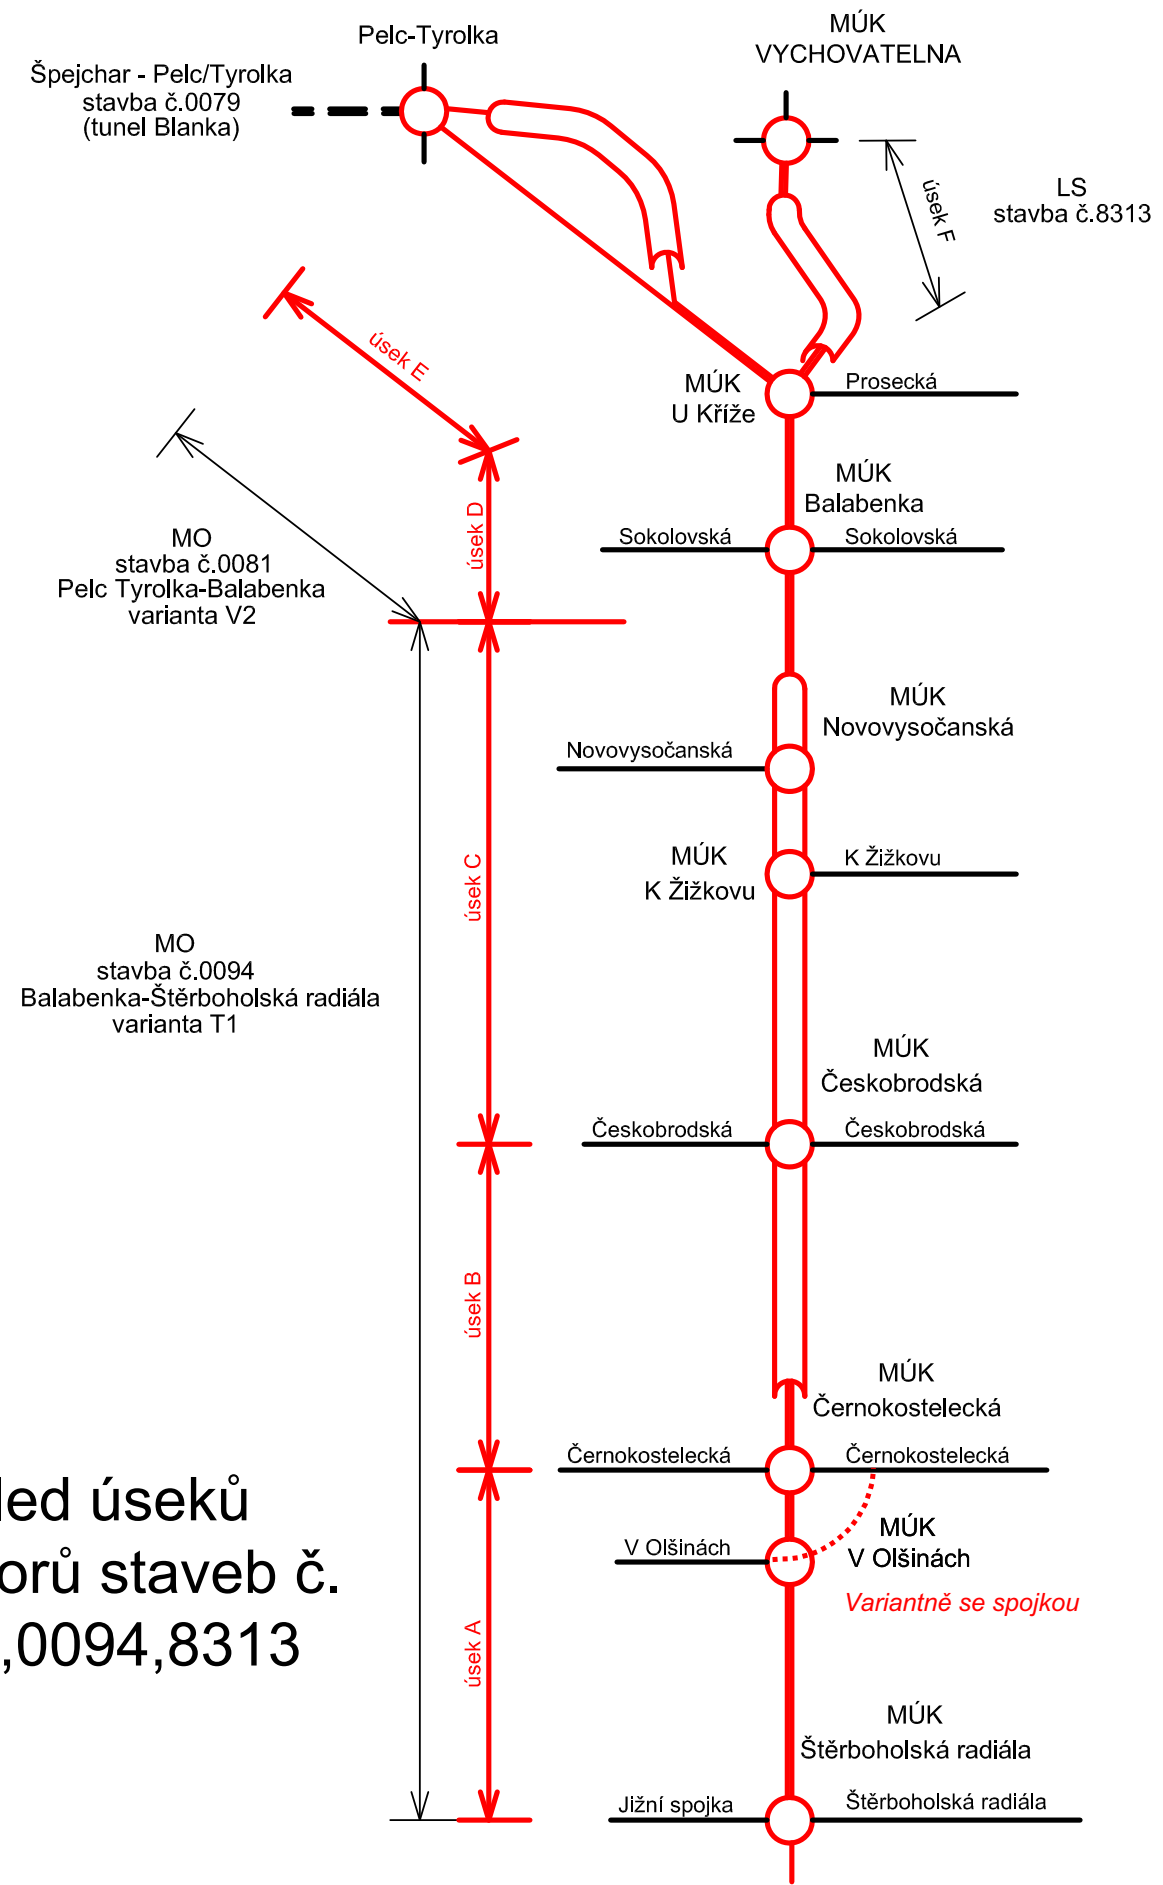 Pelc-Tyrolka
MÚK
VYCHOVATELNA
Špejchar - Pelc/Tyrolka
stavba č.0079
(tunel Blanka)
úsek F
LS
stavba č.8313
úsek E
MÚK
U Kříže
Prosecká
MÚK
Balabenka
Sokolovská
Sokolovská
úsek D
MO
stavba č.0081
Pelc Tyrolka-Balabenka
varianta V2
MÚK
Novovysočanská
Novovysočanská
MÚK
K Žižkovu
K Žižkovu
úsek C
MO
stavba č.0094
Balabenka-Štěrboholská radiála
varianta T1
MÚK
Českobrodská
Českobrodská
Českobrodská
úsek B
MÚK
Černokostelecká
Černokostelecká
Černokostelecká
led úseků
orů staveb č.
,0094,8313
V Olšinách
MÚK
V Olšinách
Variantně se spojkou
úsek A
MÚK
Štěrboholská radiála
Jižní spojka
Štěrboholská radiála